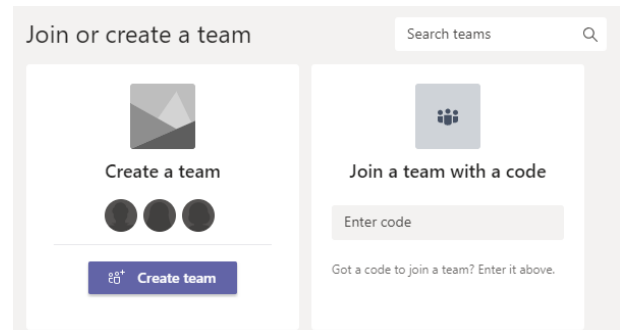 Join or create a team
Search teams
Create a team
Create team
Join a team with a code
Enter code
Got a code to join a team? Enter it above.